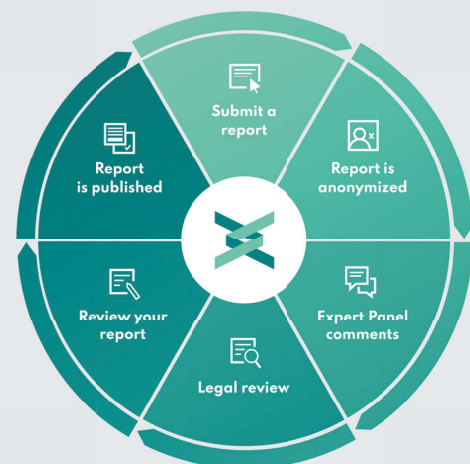 Submit a
report
Report is
anonymized
Expert Panel
comments
Legal review
Review your
report
Report
is published